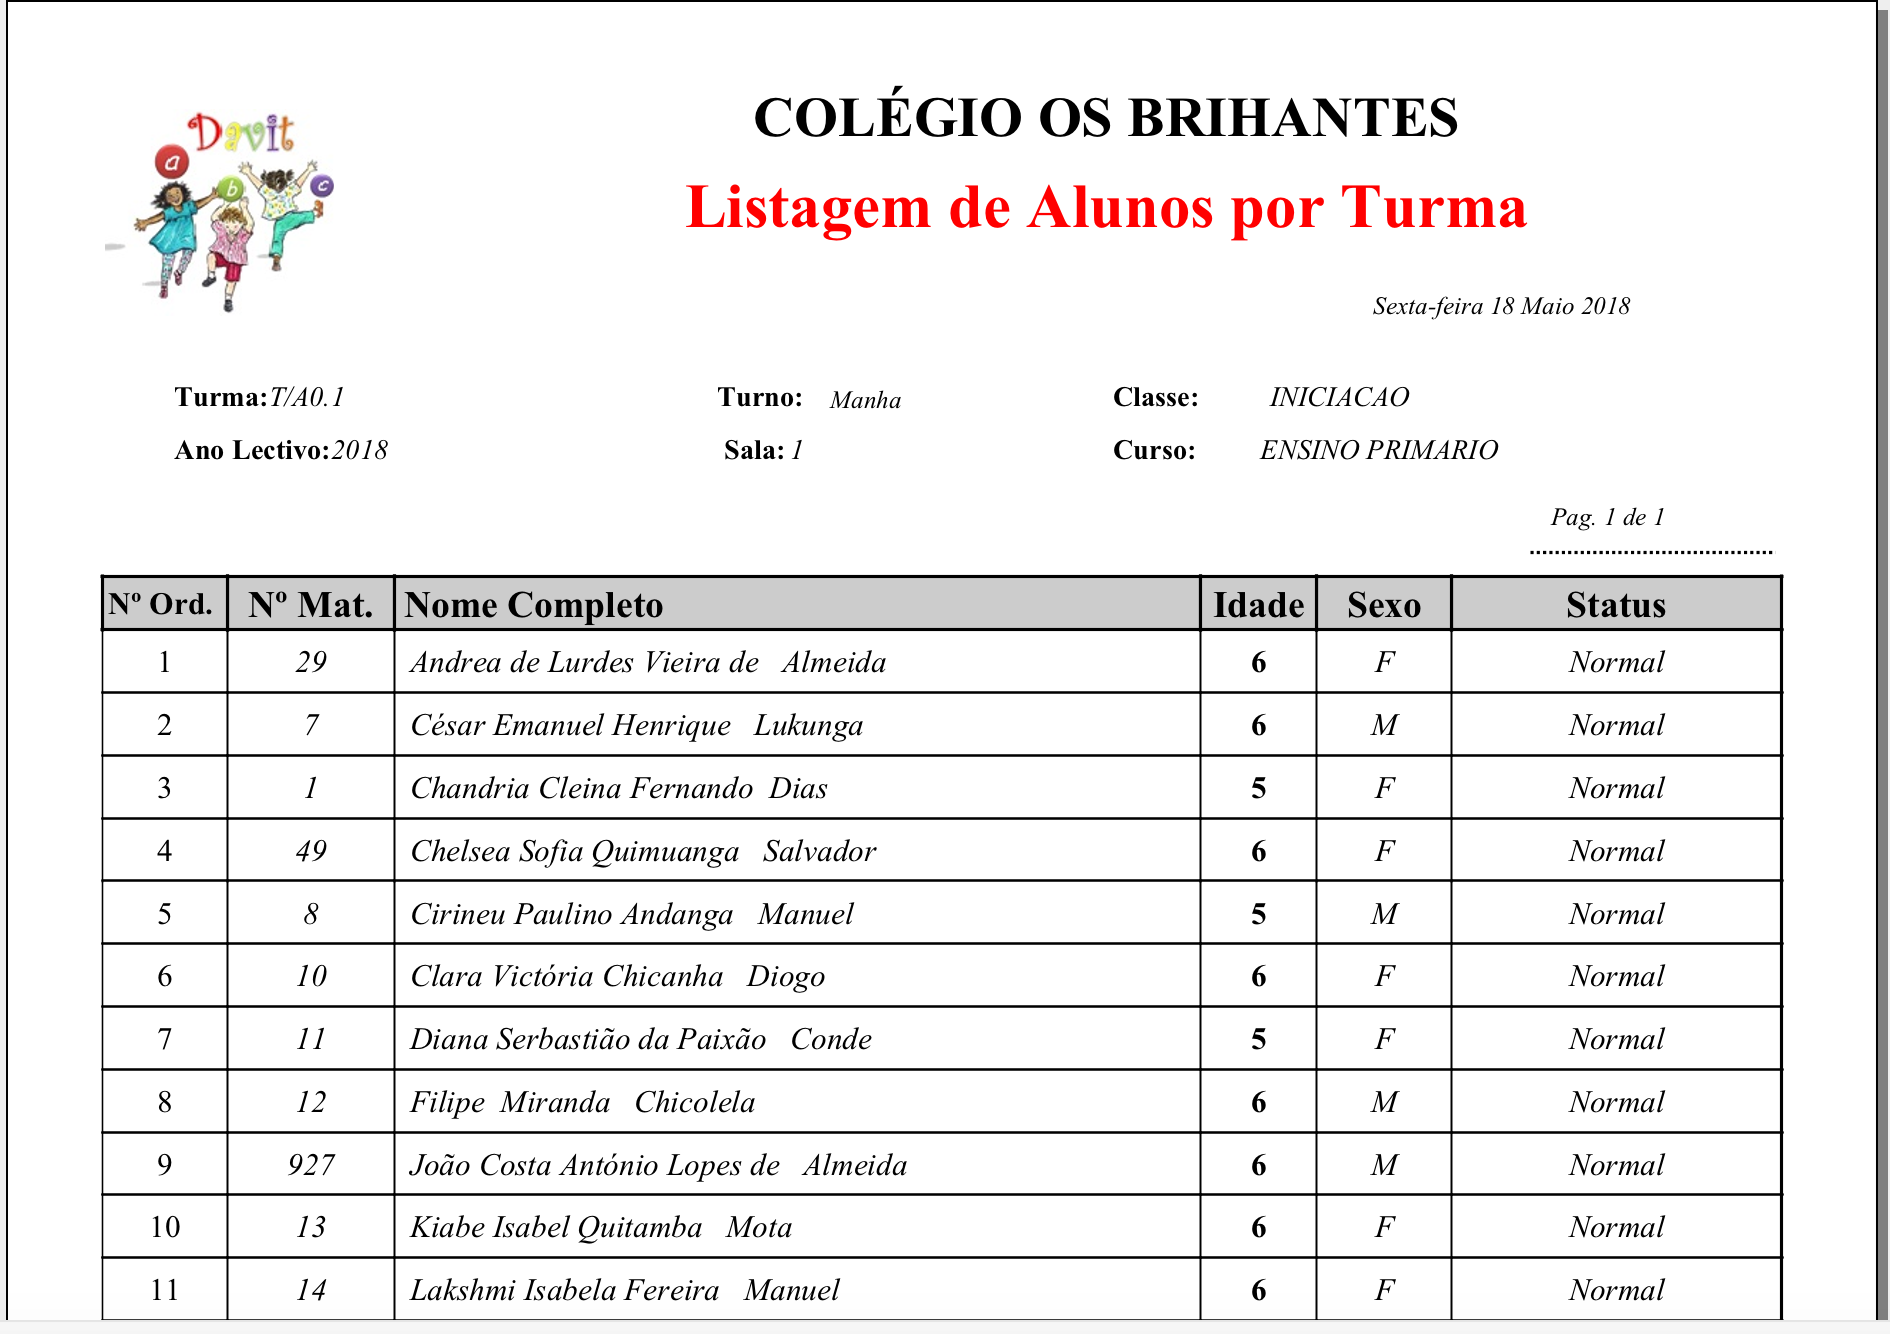 Davit
a
b
c
COLÉGIO OS BRIHANTES
Listagem de Alunos por Turma
Sexta-feira 18 Maio 2018
Turma: T/A0.1 Turno: Manha Classe: INICIACAO
Ano Lectivo: 2018 Sala: 1 Curso: ENSINO PRIMARIO
Pag. 1 de 1
Nº Ord. Nº Mat. Nome Completo Idade Sexo Status
1 29 Andrea de Lurdes Vieira de Almeida 6 F Normal
2 7 César Emanuel Henrique Lukunga 6 M Normal
3 1 Chandria Cleina Fernando Dias 5 F Normal
4 49 Chelsea Sofia Quimuanga Salvador 6 F Normal
5 8 Cirineu Paulino Andanga Manuel 5 M Normal
6 10 Clara Victória Chicanha Diogo 6 F Normal
7 11 Diana Serbastião da Paixão Conde 5 F Normal
8 12 Filipe Miranda Chicolela 6 M Normal
9 927 João Costa António Lopes de Almeida 6 M Normal
10 13 Kiabe Isabel Quitamba Mota 6 F Normal
11 14 Lakshmi Isabela Fereira Manuel 6 F Normal